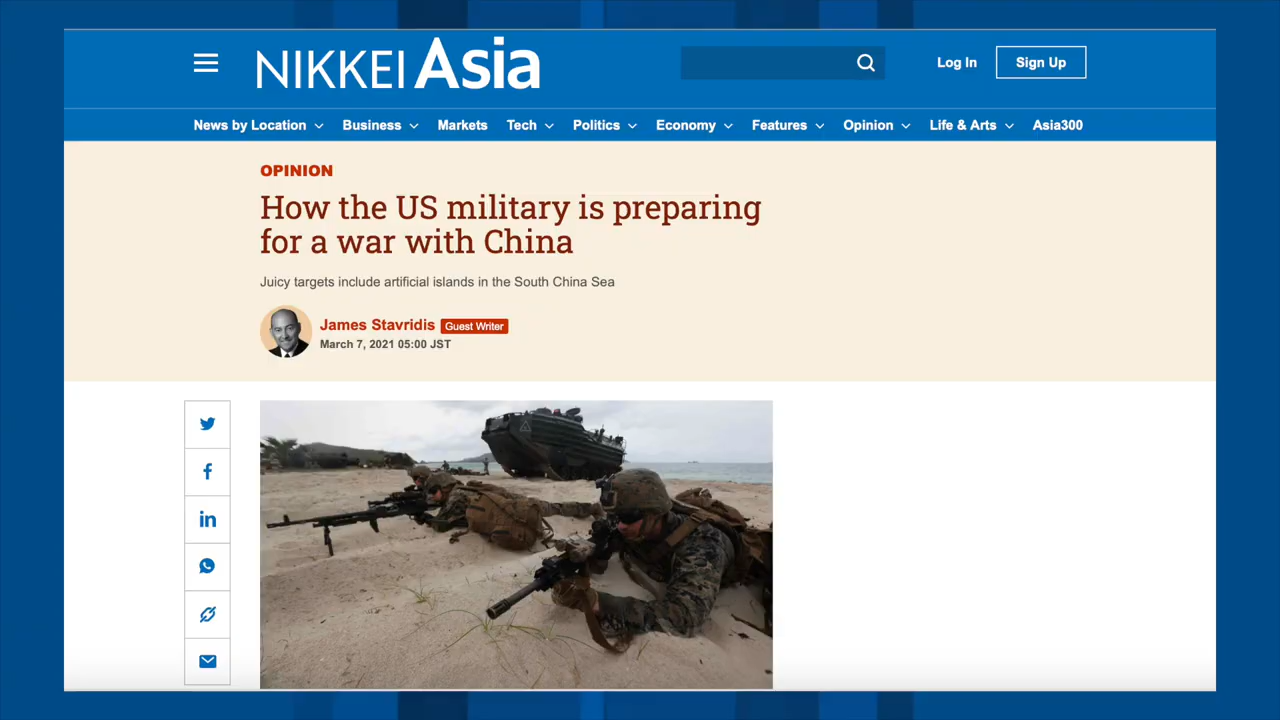 NIKKEI Asia
Log In
Sign Up
News by Location
Business
Markets
Tech
Politics
Economy
Features
Opinion
Life & Arts
Asia300
OPINION
How the US military is preparing
for a war with China
Juicy targets include artificial islands in the South China Sea
James Stavridis Guest Writer
March 7, 2021 05:00 JST